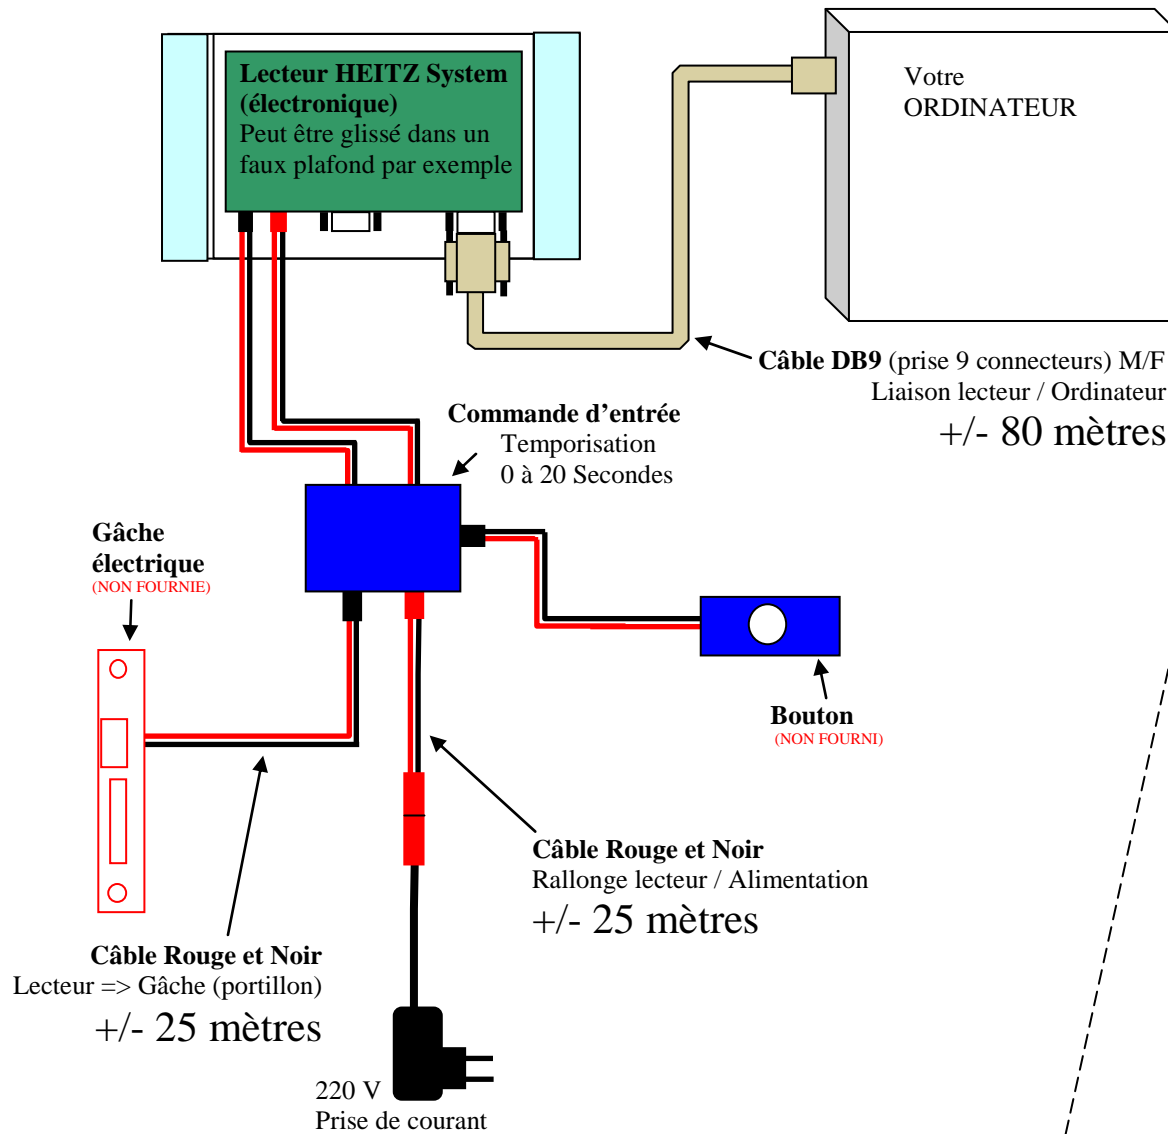 Lecteur HEITZ System
(électronique)
Peut être glissé dans un
faux plafond par exemple
Votre
ORDINATEUR
Câble DB9 (prise 9 connecteurs) M/F
Liaison lecteur / Ordinateur
+/- 80 mètres
Commande d’entrée
Temporisation
0 à 20 Secondes
Gâche
électrique
(NON FOURNIE)
Bouton
(NON FOURNI)
Câble Rouge et Noir
Rallonge lecteur / Alimentation
+/- 25 mètres
Câble Rouge et Noir
Lecteur => Gâche (portillon)
+/- 25 mètres
220 V
Prise de courant